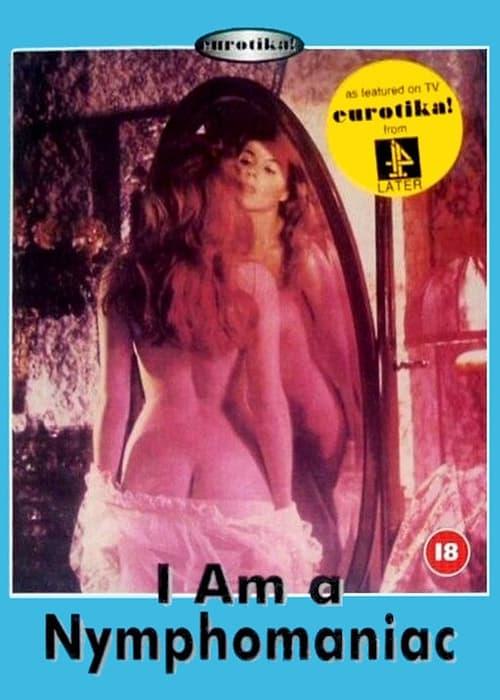 eurotika!
as featured on TV
eurotika!
from
4
LATER
18
I Am a
Nymphomaniac